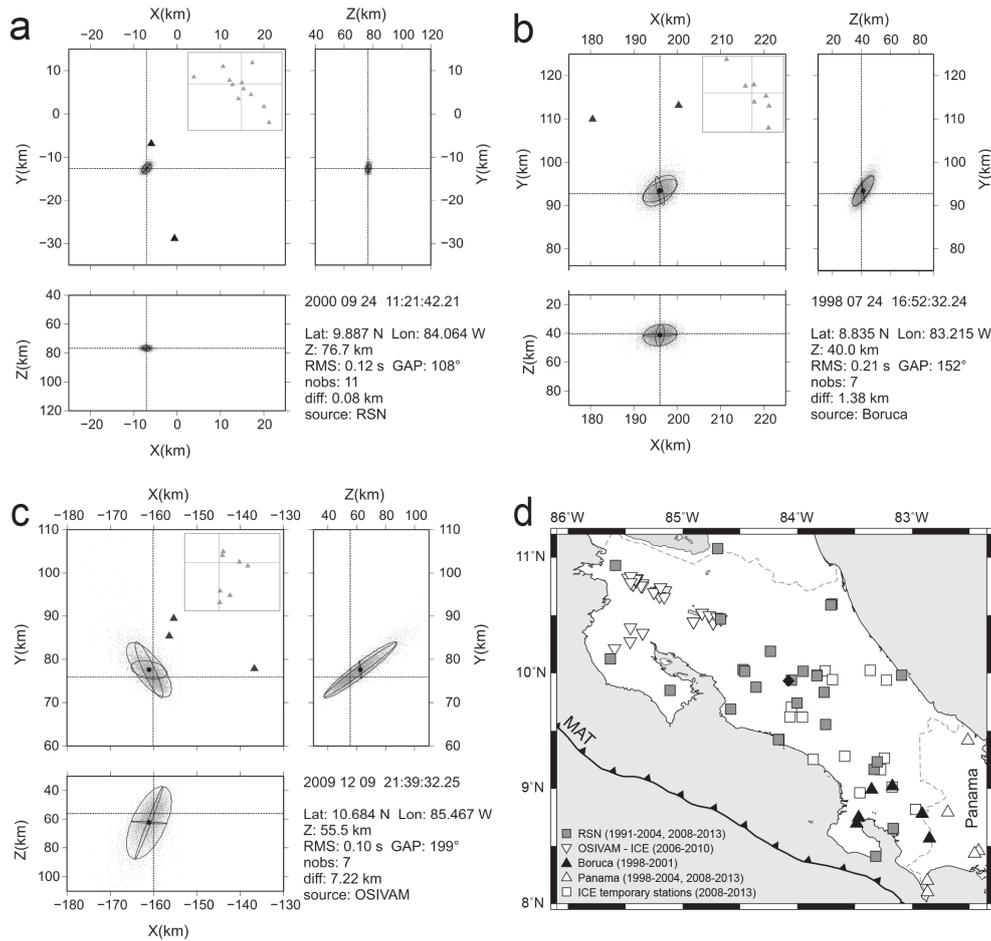 a
X(km)
−20 −10 0 10 20
Z(km)
40 60 80 100 120
Y(km)
10
0
−10
−20
−30
Y(km)
10
0
−10
−20
−30
Z(km)
40
60
80
100
120
−20 −10 0 10 20
X(km)
2000 09 24 11:21:42.21
Lat: 9.887 N Lon: 84.064 W
Z: 76.7 km
RMS: 0.12 s GAP: 108°
nobs: 11
diff: 0.08 km
source: RSN
b
X(km)
180 190 200 210 220
Z(km)
20 40 60 80
Y(km)
120
110
100
90
80
Y(km)
120
110
100
90
80
Z(km)
20
40
60
80
180 190 200 210 220
X(km)
1998 07 24 16:52:32.24
Lat: 8.835 N Lon: 83.215 W
Z: 40.0 km
RMS: 0.21 s GAP: 152°
nobs: 7
diff: 1.38 km
source: Boruca
c
X(km)
−180 −170 −160 −150 −140 −130
Z(km)
40 60 80 100
Y(km)
110
100
90
80
70
60
Y(km)
110
100
90
80
70
60
Z(km)
40
60
80
100
−180 −170 −160 −150 −140 −130
X(km)
2009 12 09 21:39:32.25
Lat: 10.684 N Lon: 85.467 W
Z: 55.5 km
RMS: 0.10 s GAP: 199°
nobs: 7
diff: 7.22 km
source: OSIVAM
d
86°W 85°W 84°W 83°W
11°N
10°N
9°N
8°N
MAT
Panama
RSN (1991-2004, 2008-2013)
OSIVAM - ICE (2006-2010)
Boruca (1998-2001)
Panama (1998-2004, 2008-2013)
ICE temporary stations (2008-2013)